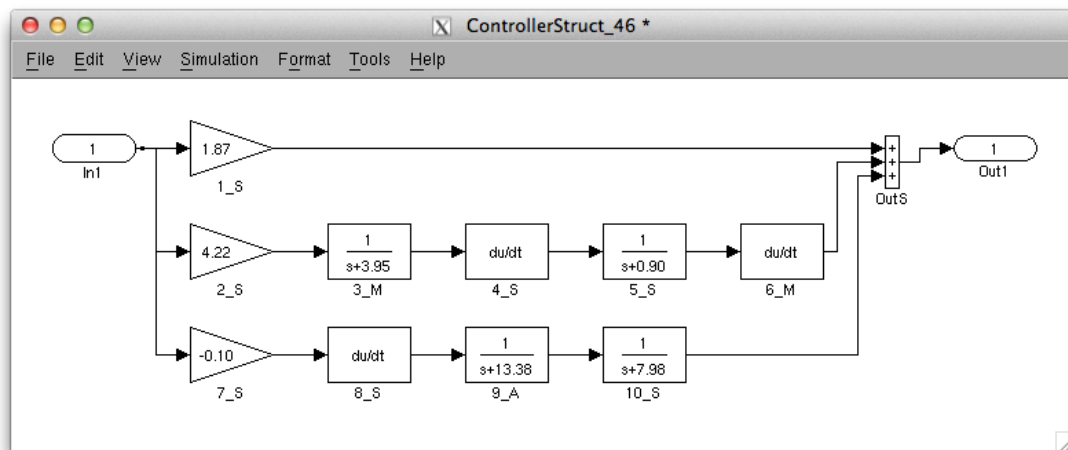 ControllerStruct_46 *
File Edit View Simulation Format Tools Help
1
In1
1.87
1_S
+
+
+
OutS
1
Out1
4.22
2_S
1
s+3.95
3_M
du/dt
4_S
1
s+0.90
5_S
du/dt
6_M
-0.10
7_S
du/dt
8_S
1
s+13.38
9_A
1
s+7.98
10_S